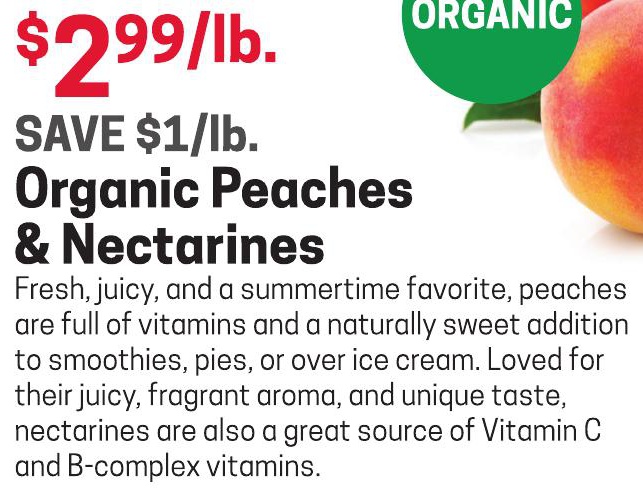 ORGANIC
$2.99/lb.
SAVE $1/lb.
Organic Peaches
& Nectarines
Fresh, juicy, and a summertime favorite, peaches
are full of vitamins and a naturally sweet addition
to smoothies, pies, or over ice cream. Loved for
their juicy, fragrant aroma, and unique taste,
nectarines are also a great source of Vitamin C
and B-complex vitamins.